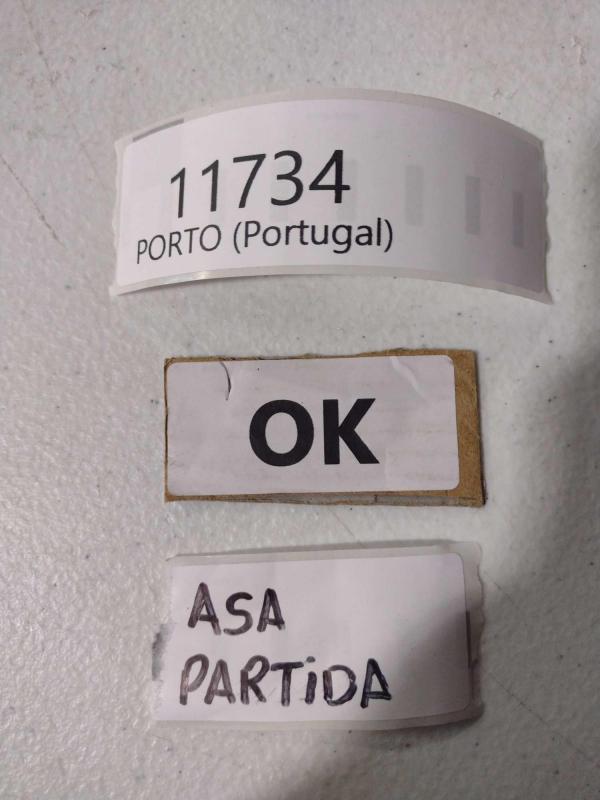 11734
PORTO (Portugal)
OK
ASA
PARTiDA